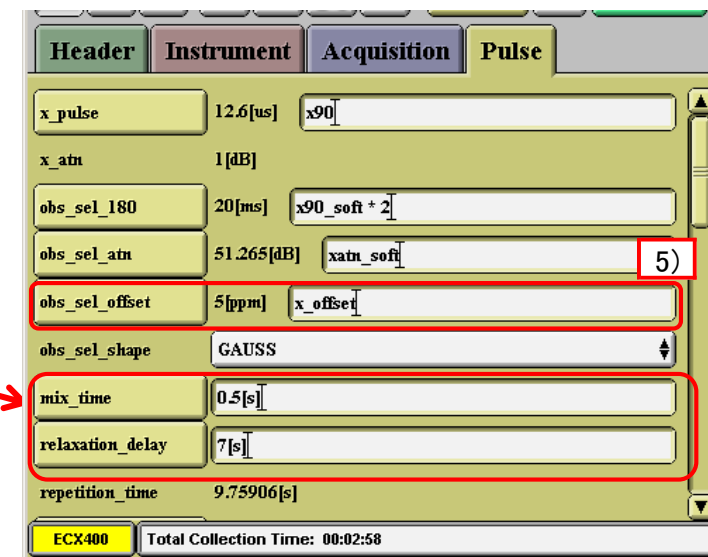 Header Instrument Acquisition Pulse
x_pulse 12.6[us] x90
x_atn 1[dB]
obs_sel_180 20[ms] x90_soft * 2
obs_sel_atn 51.265[dB] xatn_soft
5)
obs_sel_offset 5[ppm] x_offset
obs_sel_shape GAUSS
mix_time 0.5[s]
relaxation_delay 7[s]
repetition_time 9.75906[s]
ECX400 Total Collection Time: 00:02:58